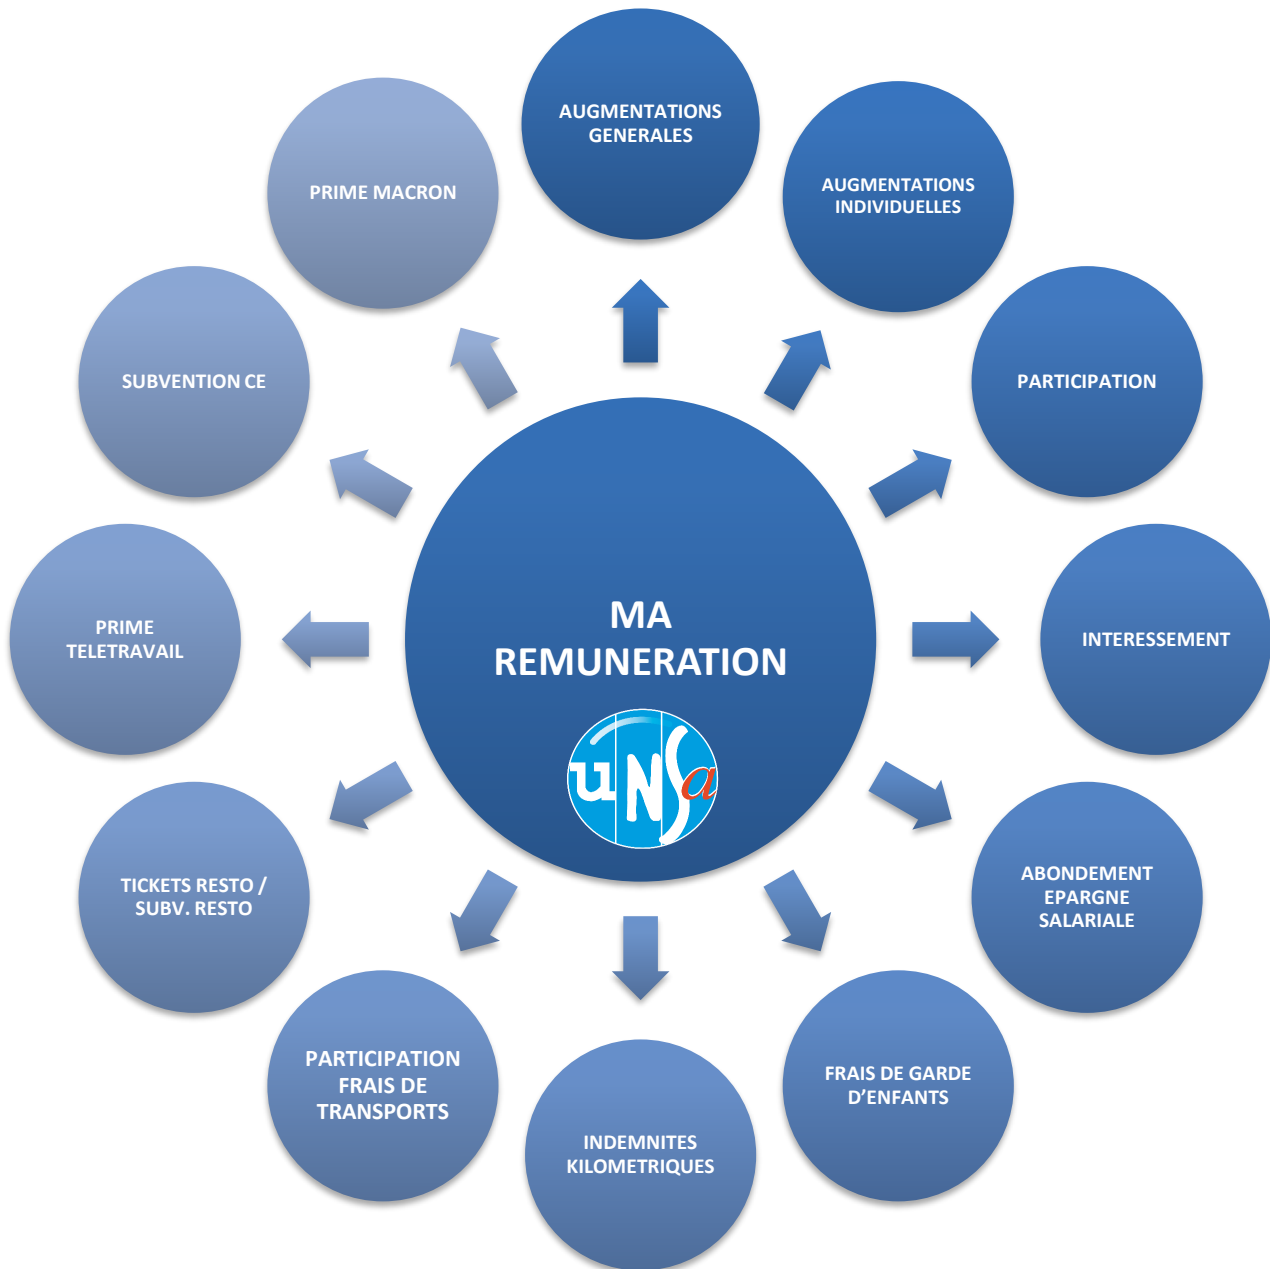 AUGMENTATIONS
GENERALES
AUGMENTATIONS
INDIVIDUELLES
PARTICIPATION
INTERESSEMENT
ABONDEMENT
EPARGNE
SALARIALE
FRAIS DE GARDE
D'ENFANTS
INDEMNITES
KILOMETRIQUES
PARTICIPATION
FRAIS DE
TRANSPORTS
TICKETS RESTO /
SUBV. RESTO
PRIME
TELETRAVAIL
SUBVENTION CE
PRIME MACRON
MA
REMUNERATION
uNSa